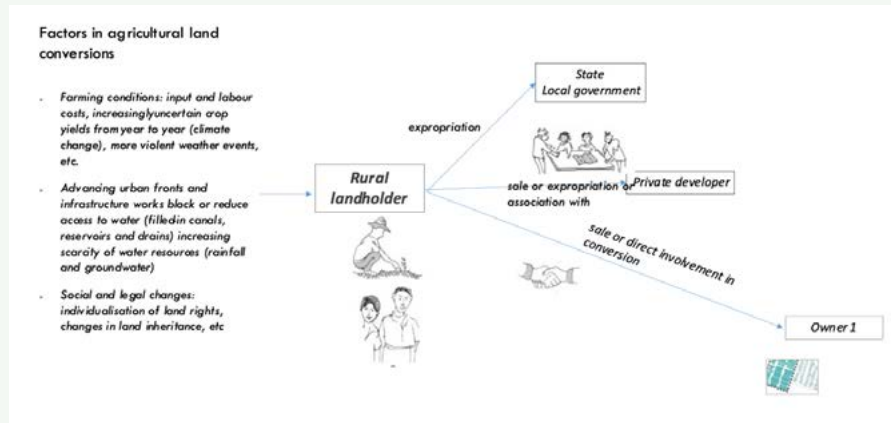 Factors in agricultural land
conversions
. Farming conditions: input and labour
costs, increasinglyuncertain crop
yields from year to year (climate
change), more violent weather events,
etc.
. Advancing urban fronts and
infrastructure works block or reduce
access to water (filledin canals,
reservoirs and drains) increasing
scarcity of water resources (rainfall
and groundwater)
. Social and legal changes:
individualisation of land rights,
changes in land inheritance, etc
Rural
landholder
expropriation
State
Local government
sale or expropriation or
association with
Private developer
sale or direct involvement in
conversion
Owner 1